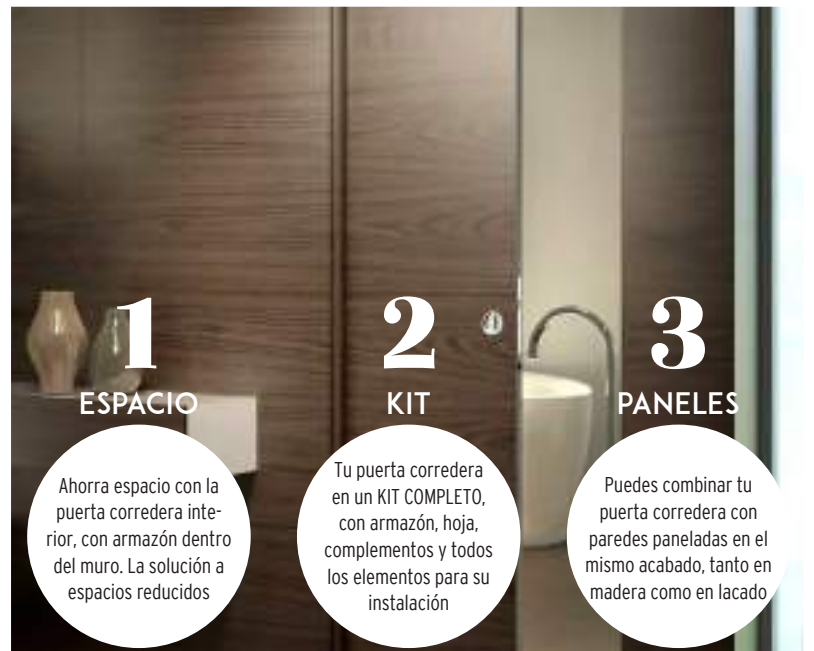 1
ESPACIO
Ahorra espacio con la
puerta corredera inte-
rior, con armazón dentro
del muro. La solución a
espacios reducidos
2
KIT
Tu puerta corredera
en un KIT COMPLETO,
con armazón, hoja,
complementos y todos
los elementos para su
instalación
3
PANELES
Puedes combinar tu
puerta corredera con
paredes paneladas en el
mismo acabado, tanto en
madera como en lacado